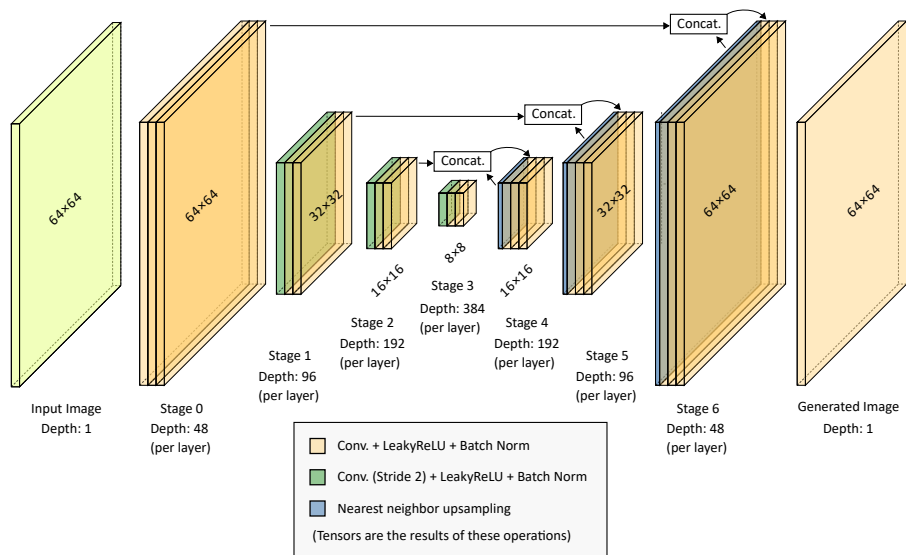 Concat.
64×64
64×64
64×64
64×64
Concat.
32×32
32×32
Concat.
16×16
8×8
16×16
Stage 3
Depth: 384
(per layer)
Stage 2
Depth: 192
(per layer)
Stage 4
Depth: 192
(per layer)
Stage 1
Depth: 96
(per layer)
Stage 5
Depth: 96
(per layer)
Input Image
Depth: 1
Stage 0
Depth: 48
(per layer)
Stage 6
Depth: 48
(per layer)
Generated Image
Depth: 1
Conv. + LeakyReLU + Batch Norm
Conv. (Stride 2) + LeakyReLU + Batch Norm
Nearest neighbor upsampling
(Tensors are the results of these operations)